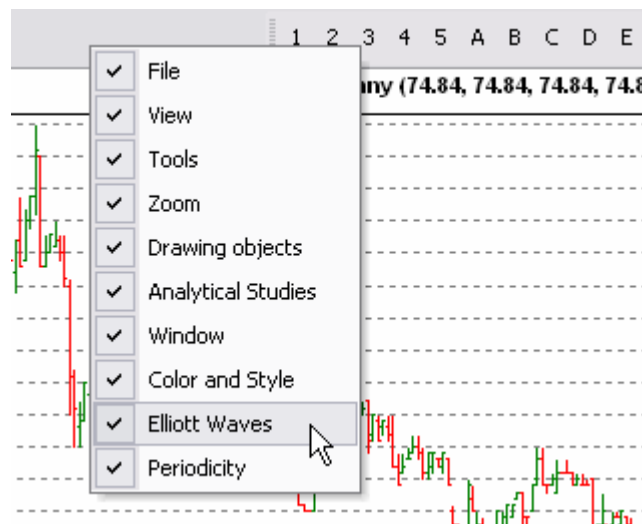 1 2 3 4 5 A B C D E
File
ny (74.84, 74.84, 74.84, 74.8
View
Tools
Zoom
Drawing objects
Analytical Studies
Window
Color and Style
Elliott Waves
Periodicity